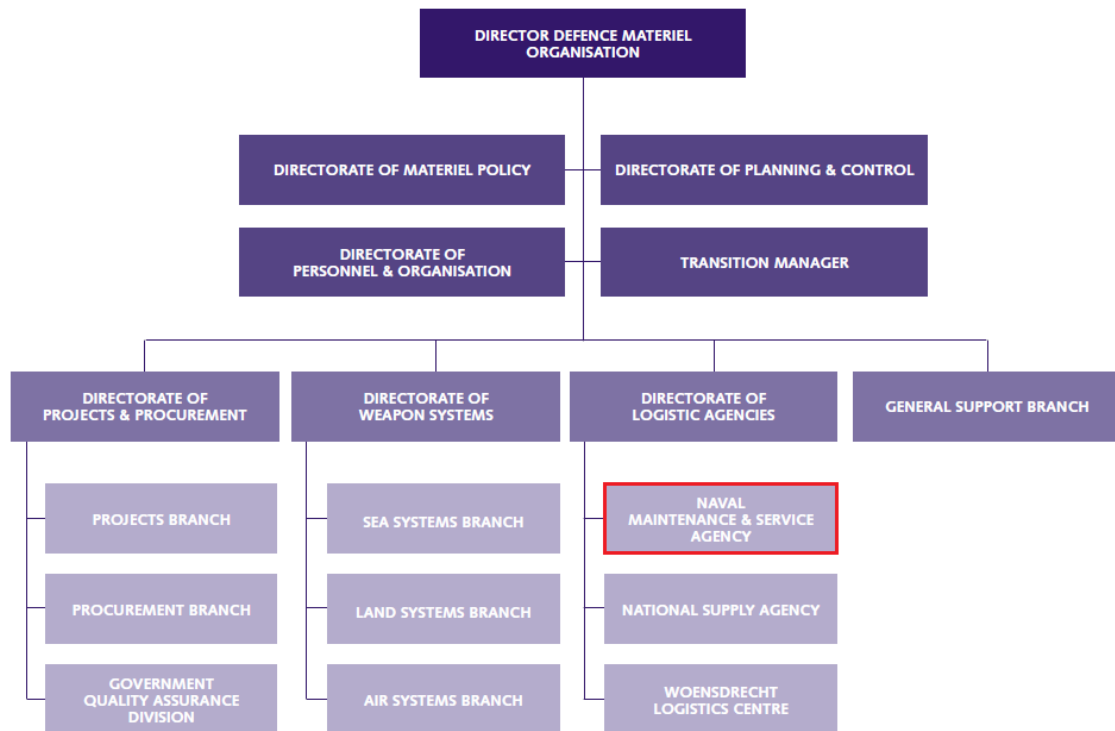 DIRECTOR DEFENCE MATERIEL
ORGANISATION
DIRECTORATE OF MATERIEL POLICY
DIRECTORATE OF PLANNING & CONTROL
DIRECTORATE OF
PERSONNEL & ORGANISATION
TRANSITION MANAGER
DIRECTORATE OF
PROJECTS & PROCUREMENT
DIRECTORATE OF
WEAPON SYSTEMS
DIRECTORATE OF
LOGISTIC AGENCIES
GENERAL SUPPORT BRANCH
PROJECTS BRANCH
SEA SYSTEMS BRANCH
NAVAL
MAINTENANCE & SERVICE
AGENCY
PROCUREMENT BRANCH
LAND SYSTEMS BRANCH
NATIONAL SUPPLY AGENCY
GOVERNMENT
QUALITY ASSURANCE
DIVISION
AIR SYSTEMS BRANCH
WOENSDRECHT
LOGISTICS CENTRE